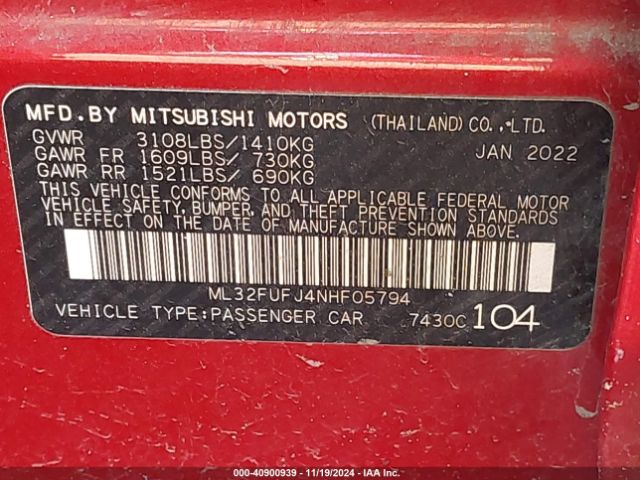 MFD.BY MITSUBISHI MOTORS (THAILAND) CO.,LTD.
GVWR 3108LBS/1410KG JAN 2022
GAWR FR 1609LBS/ 730KG
GAWR RR 1521LBS/ 690KG
THIS VEHICLE CONFORMS TO ALL APPLICABLE FEDERAL MOTOR
VEHICLE SAFETY, BUMPER, AND THEFT PREVENTION STANDARDS
IN EFFECT ON THE DATE OF MANUFACTURE SHOWN ABOVE.
ML32FUFJ4NHF05794
VEHICLE TYPE:PASSENGER CAR 7430C 104
000-40900939 - 11/19/2024 - IAA Inc.